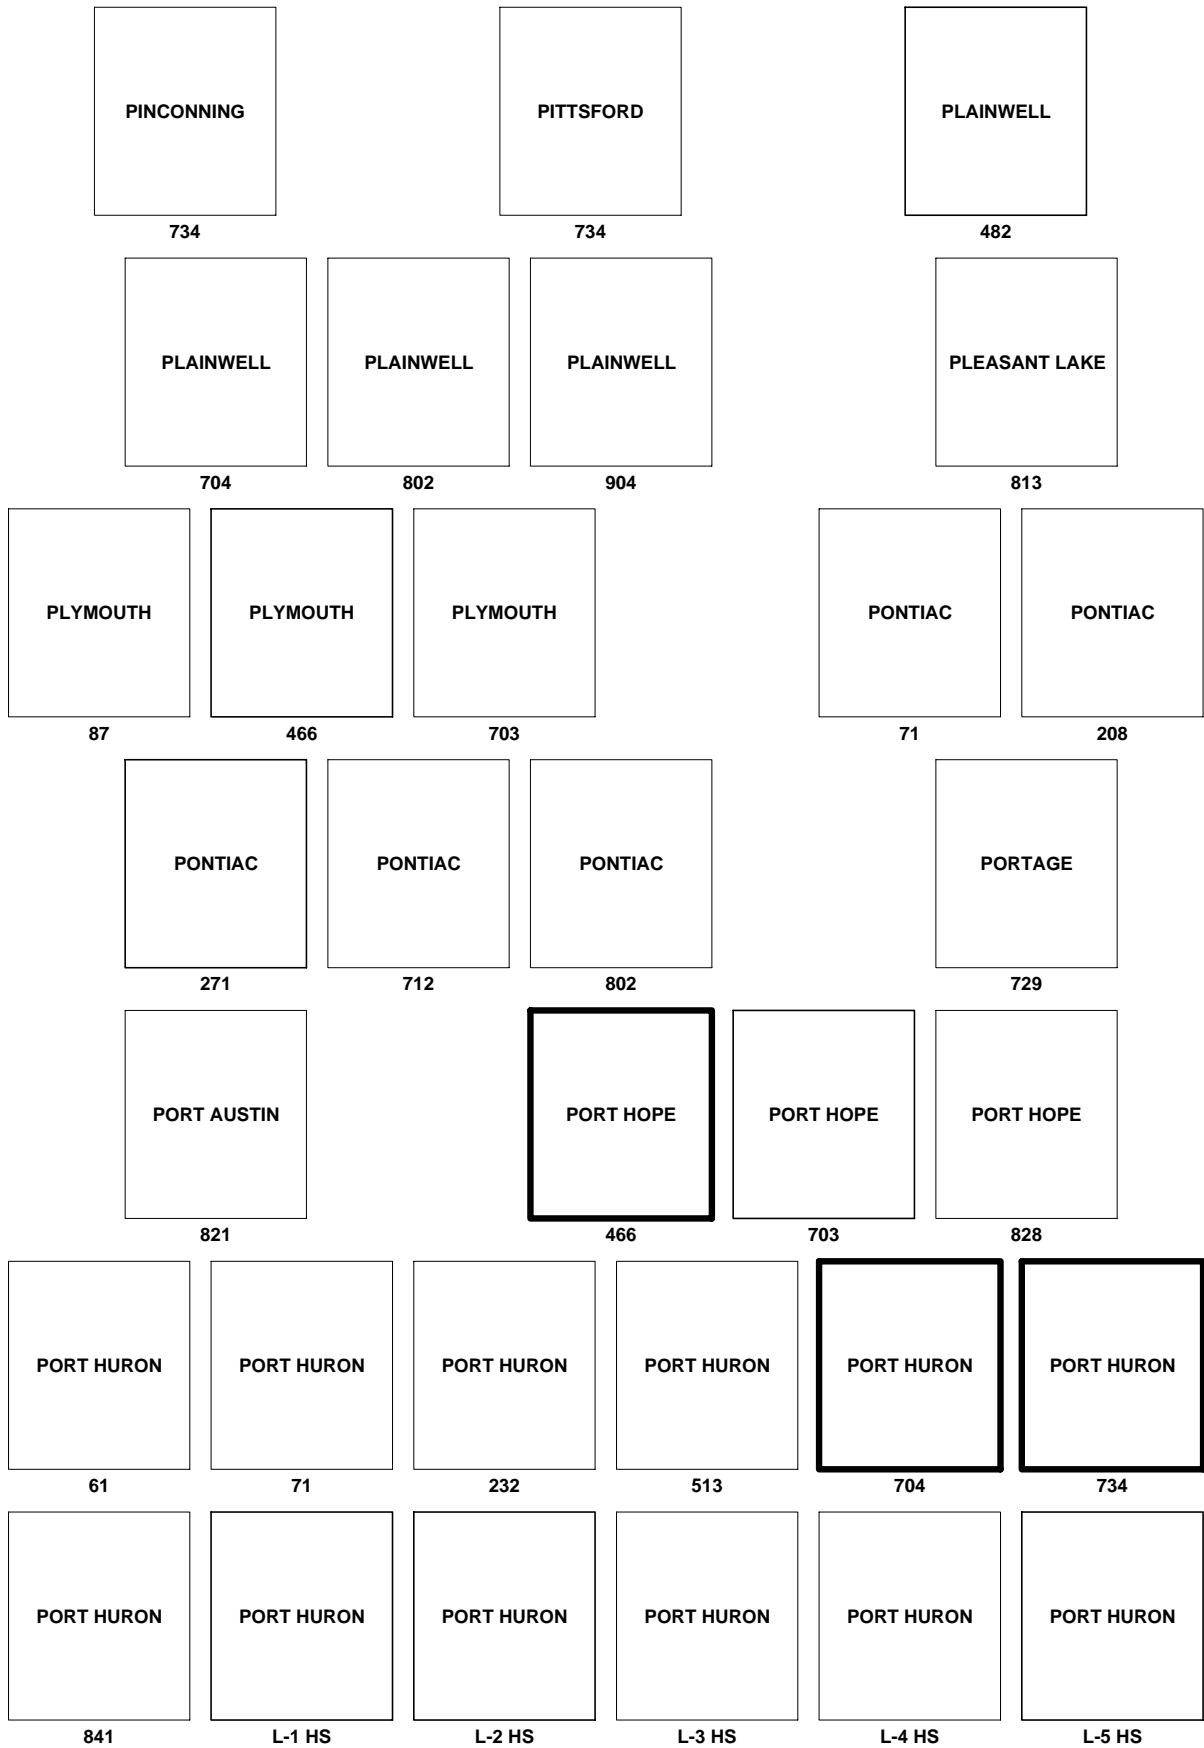 PINCONNING PITTSFORD PLAINWELL
734 734 482
PLAINWELL PLAINWELL PLAINWELL PLEASANT LAKE
704 802 904 813
PLYMOUTH PLYMOUTH PLYMOUTH PONTIAC PONTIAC
87 466 703 71 208
PONTIAC PONTIAC PONTIAC PORTAGE
271 712 802 729
PORT AUSTIN PORT HOPE PORT HOPE PORT HOPE
821 466 703 828
PORT HURON PORT HURON PORT HURON PORT HURON PORT HURON PORT HURON
61 71 232 513 704 734
PORT HURON PORT HURON PORT HURON PORT HURON PORT HURON PORT HURON
841 L-1 HS L-2 HS L-3 HS L-4 HS L-5 HS